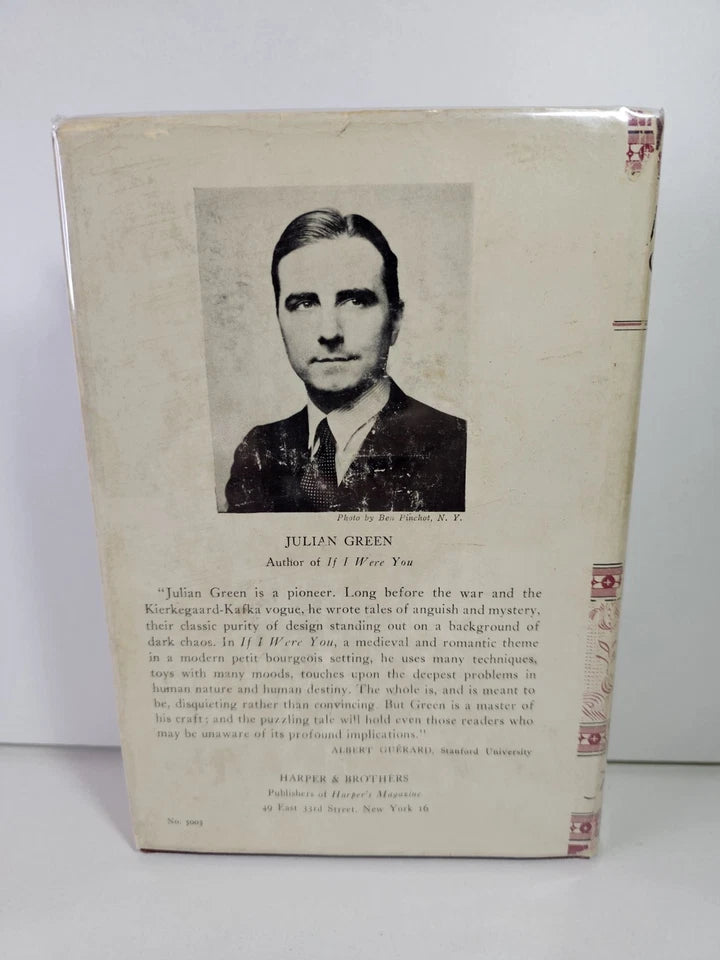 Photo by Ben Pinchot, N. Y.
JULIAN GREEN
Author of If I Were You
"Julian Green is a pioneer. Long before the war and the
Kierkegaard-Kafka vogue, he wrote tales of anguish and mystery,
their classic purity of design standing out on a background of
dark chaos. In If I Were You, a medieval and romantic theme
in a modern petit bourgeois setting, he uses many techniques,
toys with many moods, touches upon the deepest problems in
human nature and human destiny. The whole is, and is meant to
be, disquieting rather than convincing. But Green is a master of
his craft; and the puzzling tale will hold even those readers who
may be unaware of its profound implications."
ALBERT GUÉRARD, Stanford University
HARPER & BROTHERS
Publishers of Harper's Magazine
49 East 33rd Street, New York 16
No. 5003